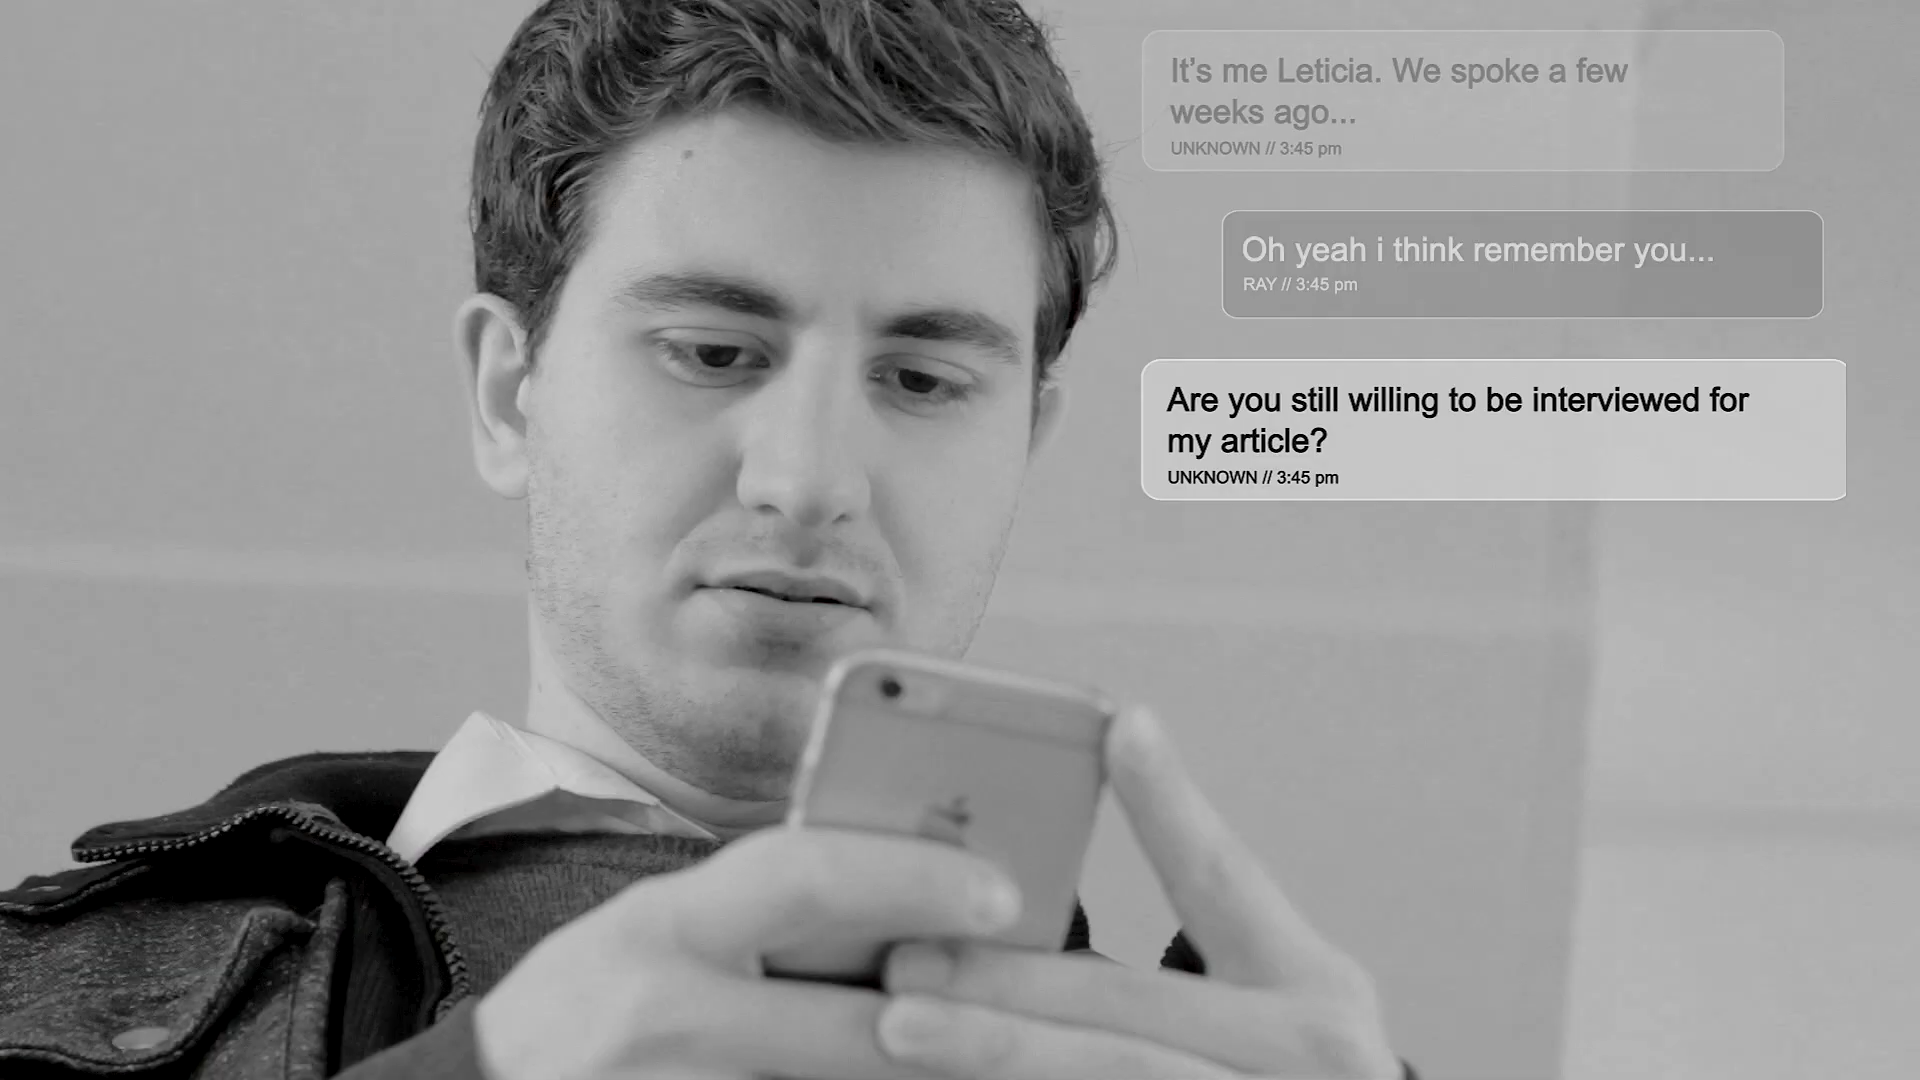 It’s me Leticia. We spoke a few
weeks ago...
UNKNOWN // 3:45 pm
Oh yeah i think remember you...
RAY // 3:45 pm
Are you still willing to be interviewed for
my article?
UNKNOWN // 3:45 pm